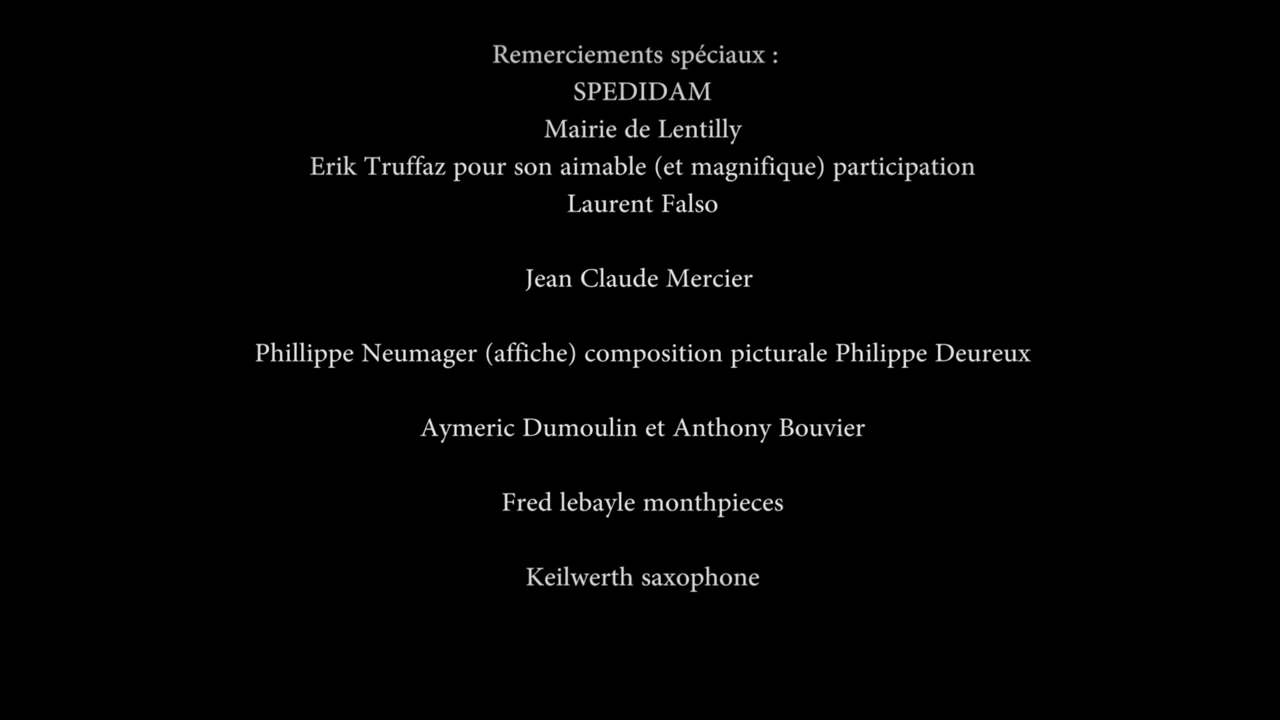 Remerciements spéciaux :
SPEDIDAM
Mairie de Lentilly
Erik Truffaz pour son aimable (et magnifique) participation
Laurent Falso
Jean Claude Mercier
Phillippe Neumager (affiche) composition picturale Philippe Deureux
Aymeric Dumoulin et Anthony Bouvier
Fred lebayle monthpieces
Keilwerth saxophone